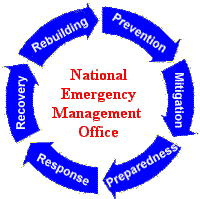 National
Emergency
Management
Office
Prevention
Mitigation
Preparedness
Response
Recovery
Rebuilding